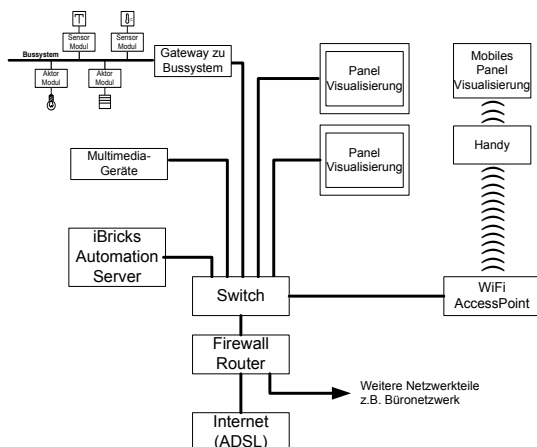 Bussystem
Sensor
Modul
Sensor
Modul
Aktor
Modul
Aktor
Modul
Gateway zu
Bussystem
Panel
Visualisierung
Mobiles
Panel
Visualisierung
Multimedia-
Geräte
Panel
Visualisierung
Handy
iBricks
Automation
Server
Switch
WiFi
AccessPoint
Firewall
Router
Weitere Netzwerkteile
z.B. Büronetzwerk
Internet
(ADSL)